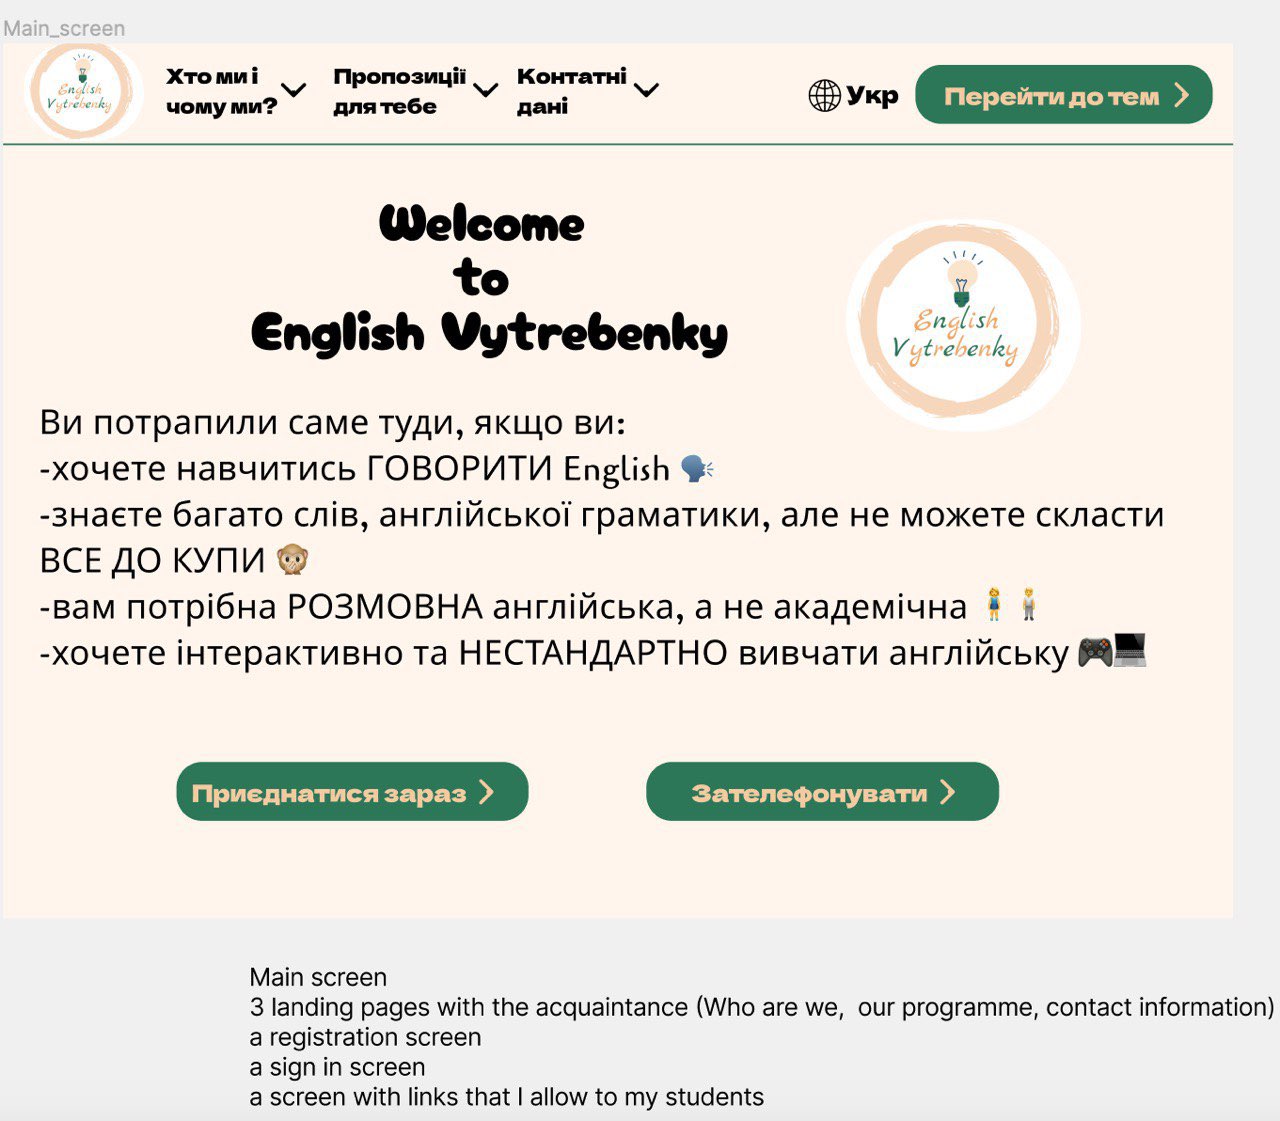 Main_screen
English
Vytrebenky
Хто ми і
чому ми?
Пропозиції
для тебе
Контатні
дані
Укр
Перейти до тем
Welcome
to
English Vytrebenky
English
Vytrebenky
Ви потрапили саме туди, якщо ви:
-хочете навчитись ГОВОРИТИ English 🗣️
-знаєте багато слів, англійської граматики, але не можете скласти
ВСЕ ДО КУПИ 🙊
-вам потрібна РОЗМОВНА англійська, а не академічна 🧍‍♀️🧍
-хочете інтерактивно та НЕСТАНДАРТНО вивчати англійську 🎮💻
Приєднатися зараз
Зателефонувати
Main screen
3 landing pages with the acquaintance (Who are we,  our programme, contact information)
a registration screen
a sign in screen
a screen with links that I allow to my students